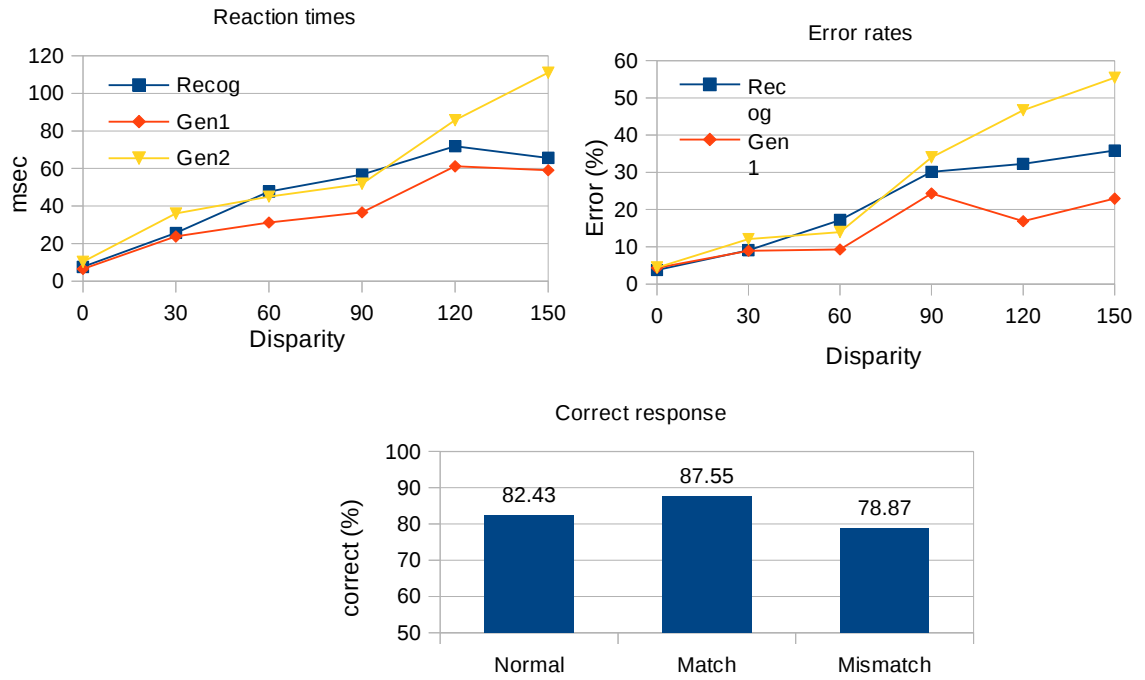 Reaction times
120
100
80
60
40
20
0
msec
Recog
Gen1
Gen2
0 30 60 90 120 150
Disparity
Error rates
60
50
40
30
20
10
0
Error (%)
Rec
og
Gen
1
0 30 60 90 120 150
Disparity
Correct response
100
90
80
70
60
50
correct (%)
82.43 87.55 78.87
Normal Match Mismatch